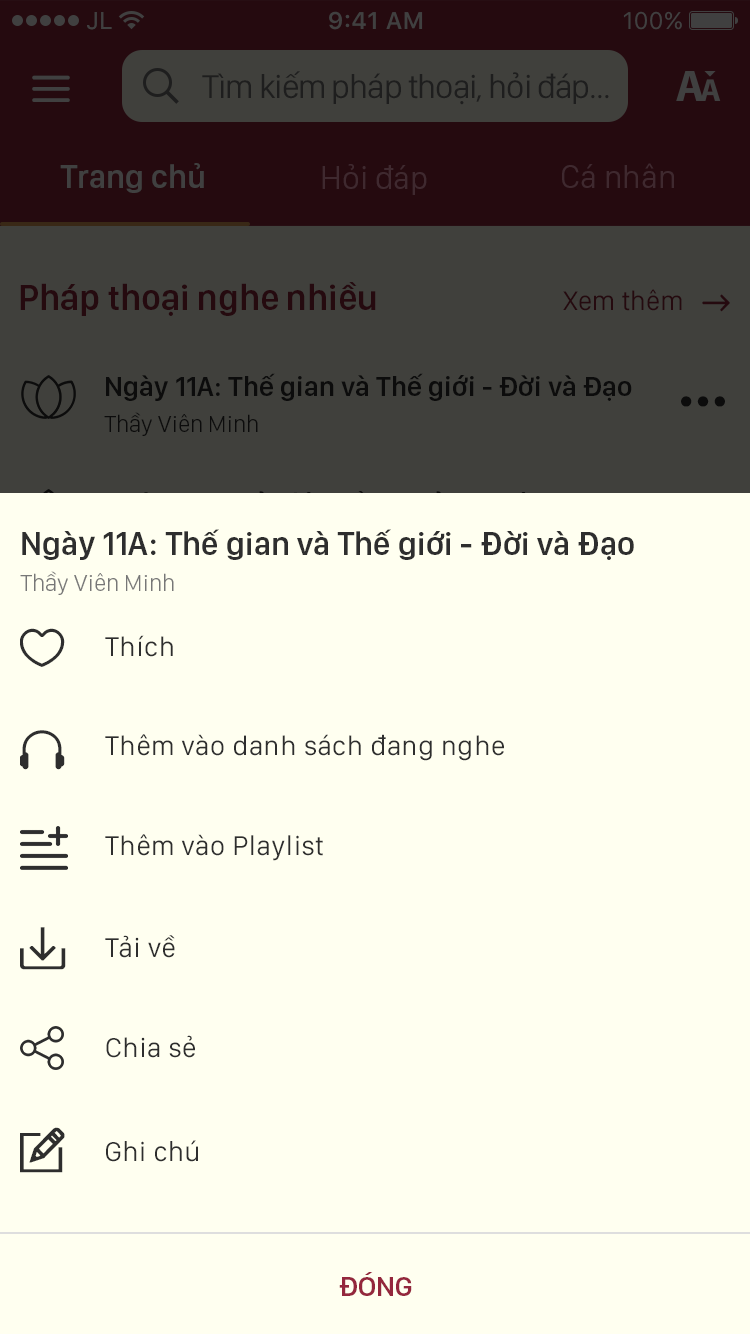 JL 9:41 AM 100%
Tìm kiếm pháp thoại, hỏi đáp...
AA
Trang chủ Hỏi đáp Cá nhân
Pháp thoại nghe nhiều Xem thêm
Ngày 11A: Thế gian và Thế giới - Đời và Đạo
Thầy Viên Minh
Ngày 11A: Thế gian và Thế giới - Đời và Đạo
Thầy Viên Minh
Thích
Thêm vào danh sách đang nghe
Thêm vào Playlist
Tải về
Chia sẻ
Ghi chú
ĐÓNG